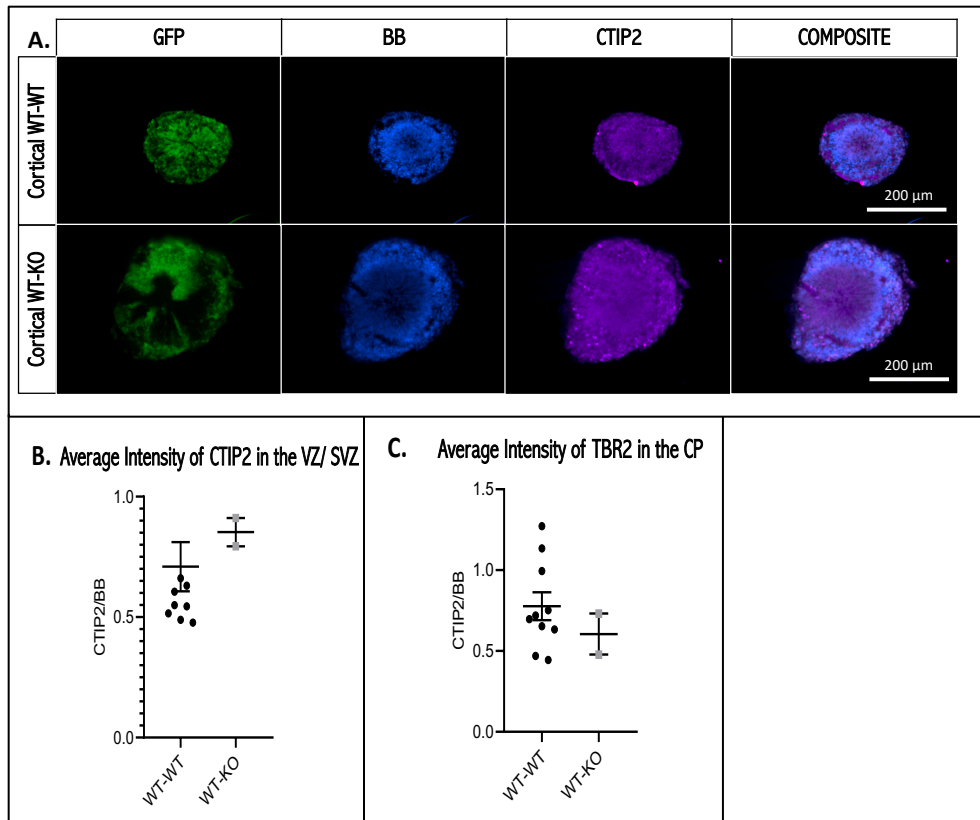 A. GFP BB CTIP2 COMPOSITE
Cortical WT-WT
200 µm
Cortical WT-KO
200 µm
B. Average Intensity of CTIP2 in the VZ/ SVZ
1.0
0.5
0.0
CTIP2/BB
WT-WT WT-KO
C. Average Intensity of TBR2 in the CP
1.5
1.0
0.5
0.0
CTIP2/BB
WT-WT WT-KO